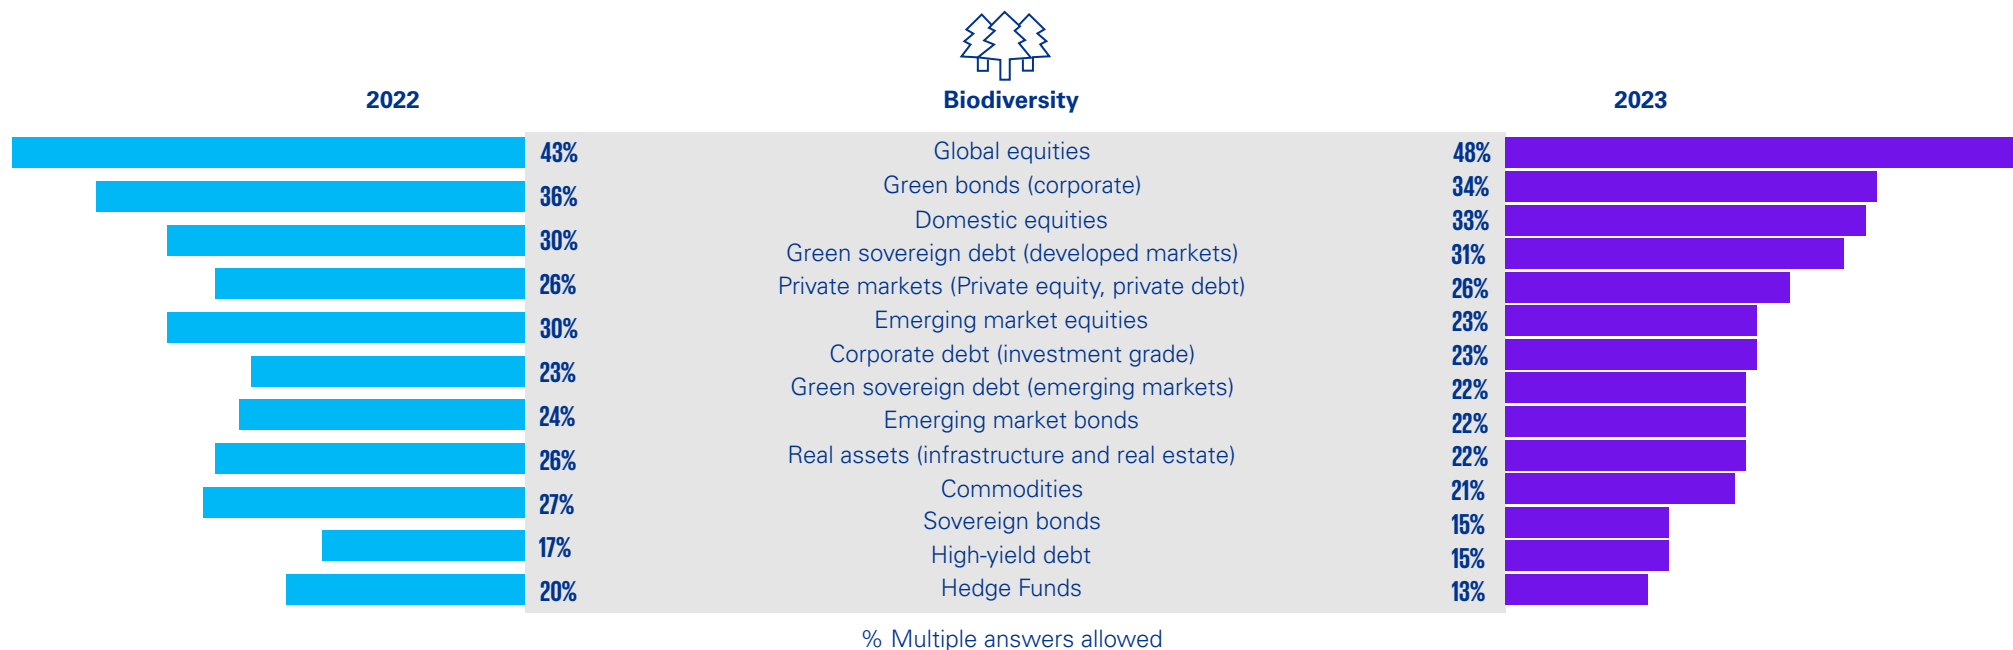 2022 Biodiversity 2023
43% Global equities 48%
36% Green bonds (corporate) 34%
30% Domestic equities 33%
26% Green sovereign debt (developed markets) 31%
30% Private markets (Private equity, private debt) 26%
23% Emerging market equities 23%
24% Corporate debt (investment grade) 23%
26% Green sovereign debt (emerging markets) 22%
27% Emerging market bonds 22%
17% Real assets (infrastructure and real estate) 22%
20% Commodities 21%
Sovereign bonds 15%
High-yield debt 15%
Hedge Funds 13%
% Multiple answers allowed